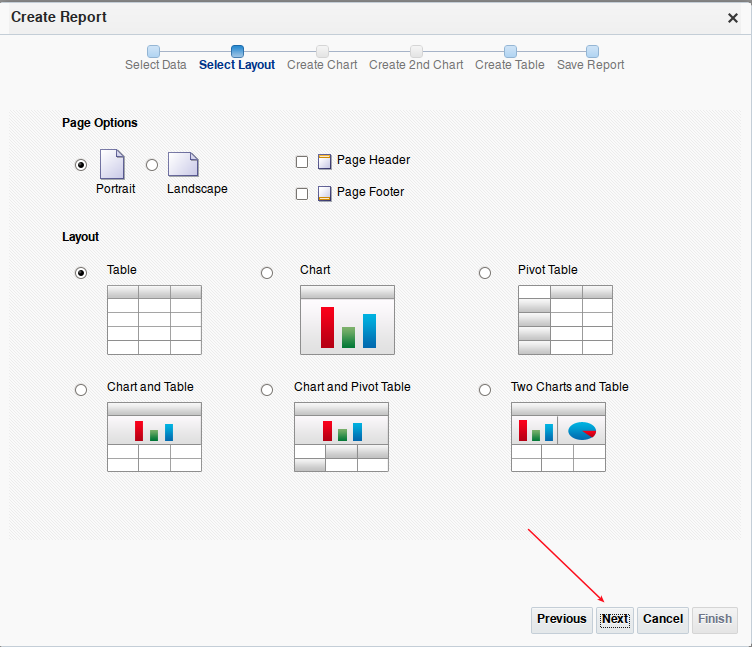 Create Report
Select Data Select Layout Create Chart Create 2nd Chart Create Table Save Report
Page Options
Portrait Landscape
Page Header
Page Footer
Layout
Table Chart Pivot Table
Chart and Table Chart and Pivot Table Two Charts and Table
Previous Next Cancel Finish